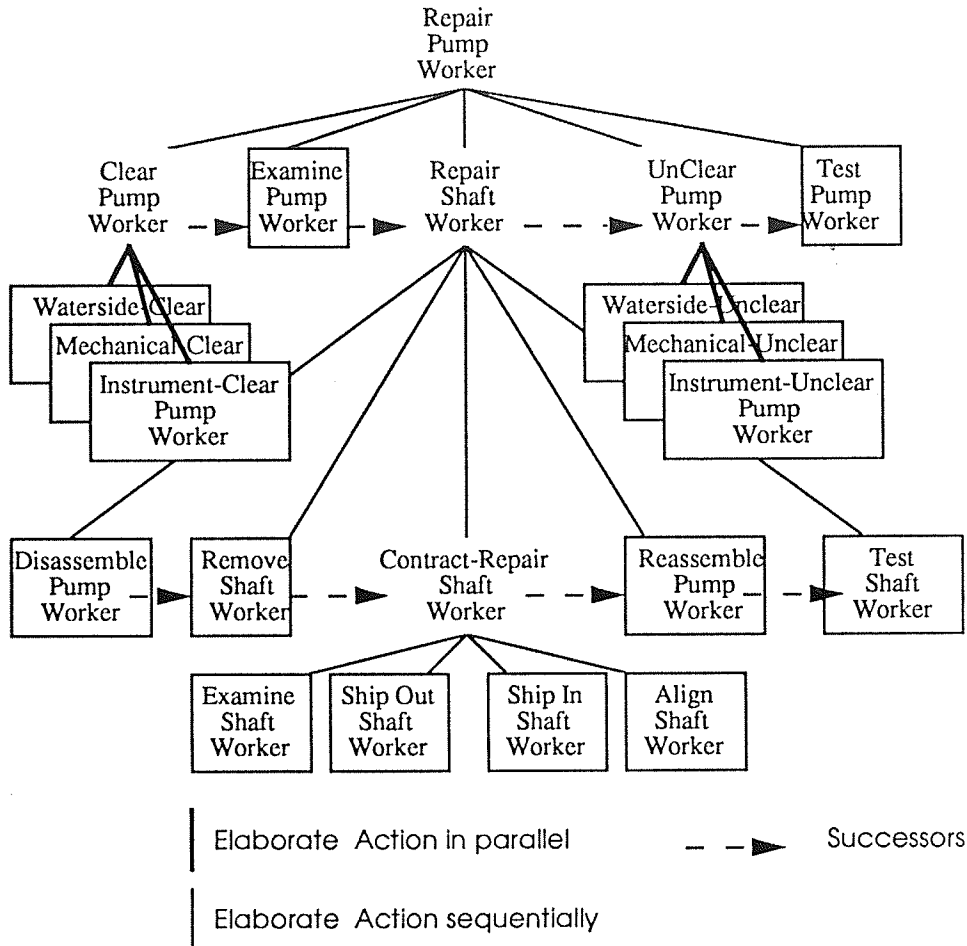 Repair
Pump
Worker
Clear
Pump
Worker
Examine
Pump
Worker
Repair
Shaft
Worker
UnClear
Pump
Worker
Test
Pump
Worker
Waterside-Clear
Mechanical-Clear
Instrument-Clear
Pump
Worker
Waterside-Unclear
Mechanical-Unclear
Instrument-Unclear
Pump
Worker
Disassemble
Pump
Worker
Remove
Shaft
Worker
Contract-Repair
Shaft
Worker
Reassemble
Pump
Worker
Test
Shaft
Worker
Examine
Shaft
Worker
Ship Out
Shaft
Worker
Ship In
Shaft
Worker
Align
Shaft
Worker
Elaborate Action in parallel
Successors
Elaborate Action sequentially